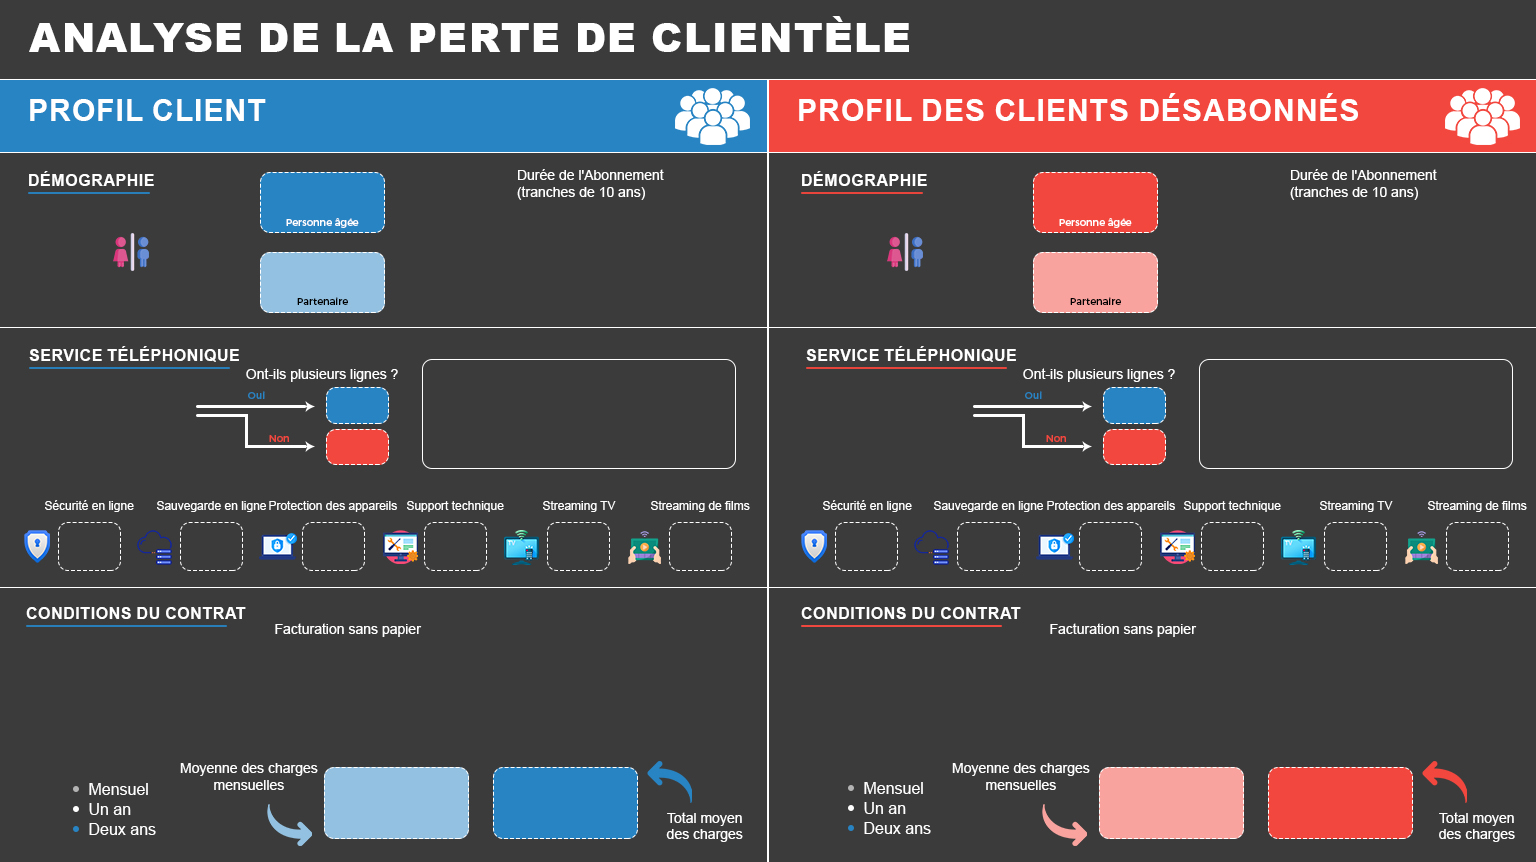 ANALYSE DE LA PERTE DE CLIENTÈLE
PROFIL CLIENT
DÉMOGRAPHIE
Personne âgée
Partenaire
Durée de l'Abonnement
(tranches de 10 ans)
SERVICE TÉLÉPHONIQUE
Ont-ils plusieurs lignes ?
Oui
Non
Sécurité en ligne
Sauvegarde en ligne
Protection des appareils
Support technique
Streaming TV
Streaming de films
TV
CONDITIONS DU CONTRAT
Facturation sans papier
Mensuel
Un an
Deux ans
Moyenne des charges
mensuelles
Total moyen
des charges
PROFIL DES CLIENTS DÉSABONNÉS
DÉMOGRAPHIE
Personne âgée
Partenaire
Durée de l'Abonnement
(tranches de 10 ans)
SERVICE TÉLÉPHONIQUE
Ont-ils plusieurs lignes ?
Oui
Non
Sécurité en ligne
Sauvegarde en ligne
Protection des appareils
Support technique
Streaming TV
Streaming de films
TV
CONDITIONS DU CONTRAT
Facturation sans papier
Mensuel
Un an
Deux ans
Moyenne des charges
mensuelles
Total moyen
des charges